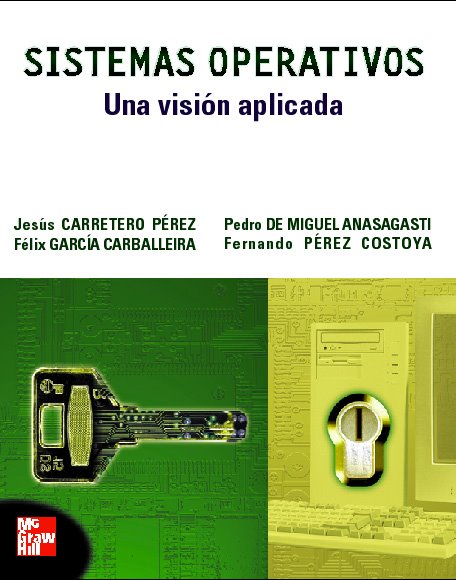 SISTEMAS OPERATIVOS
Una visión aplicada
Jesús CARRETERO PÉREZ
Félix GARCÍA CARBALLEIRA
Pedro DE MIGUEL ANASAGASTI
Fernando PÉREZ COSTOYA
Mc
Graw
Hill